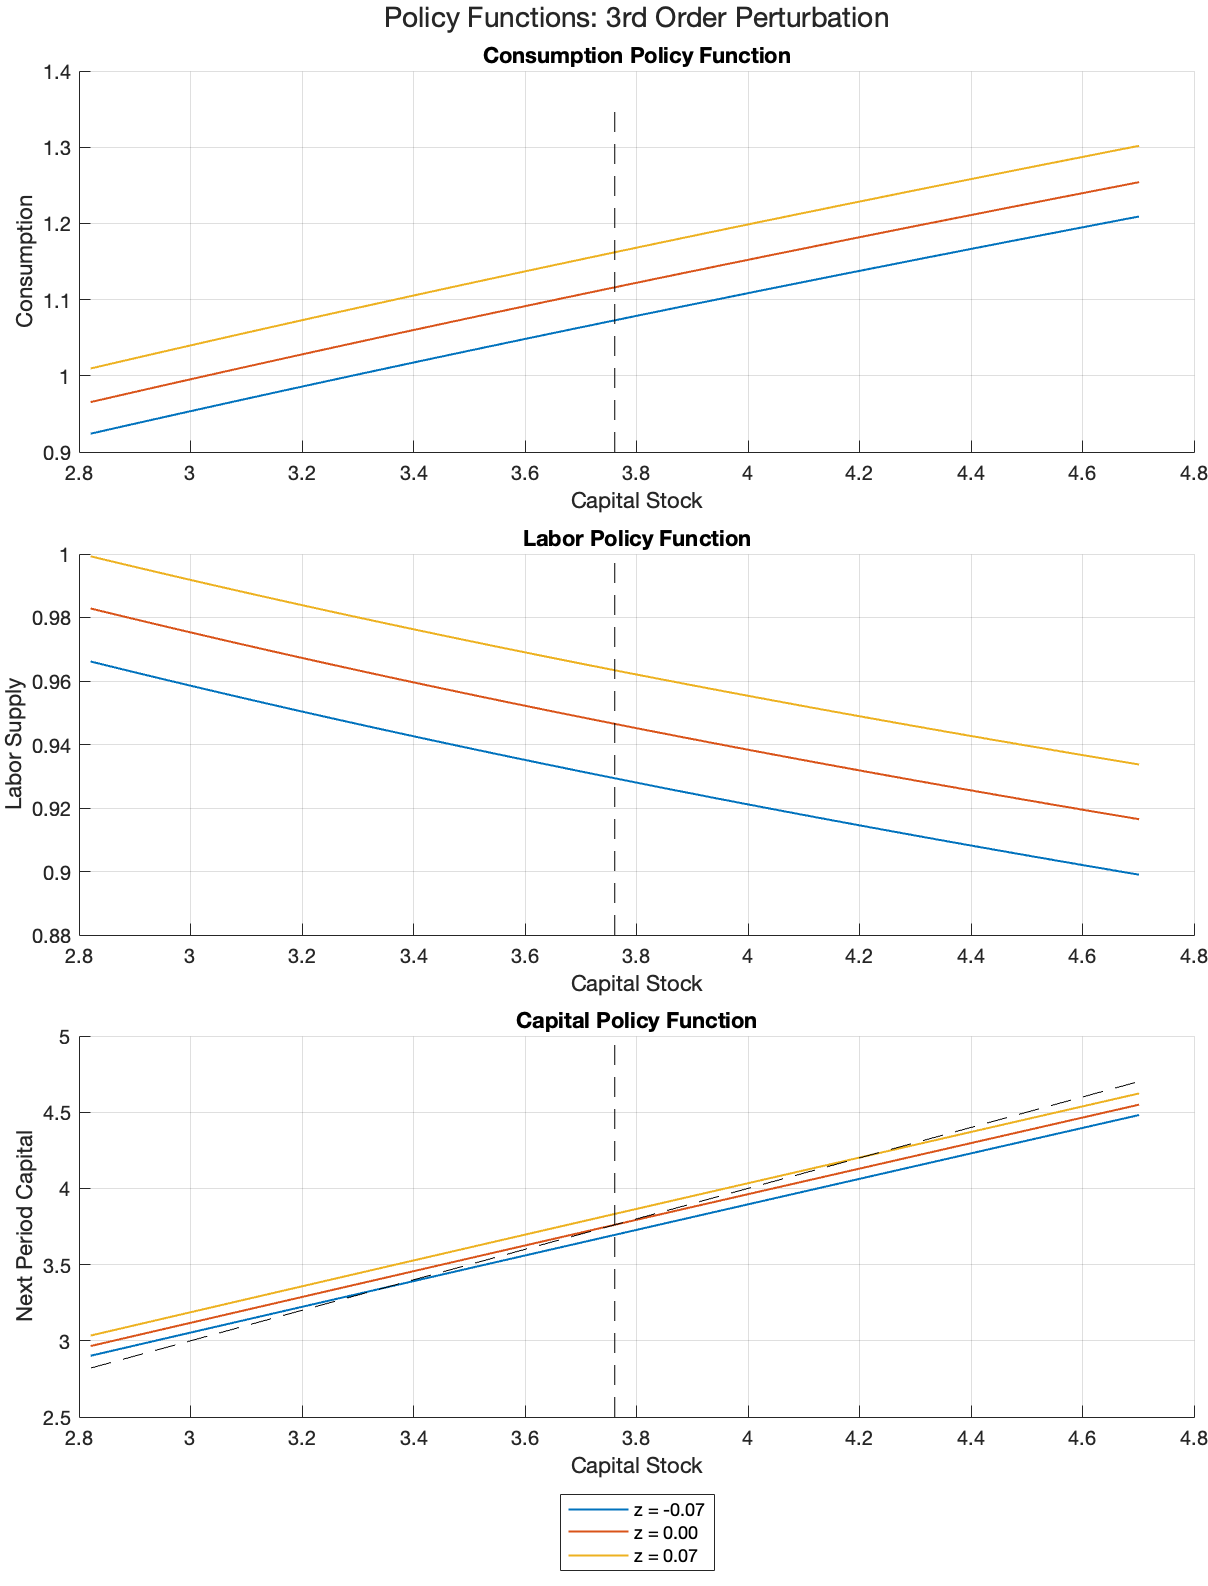 Policy Functions: 3rd Order Perturbation
Consumption Policy Function
Consumption
1.4
1.3
1.2
1.1
1
0.9
2.8 3 3.2 3.4 3.6 3.8 4 4.2 4.4 4.6 4.8
Capital Stock
Labor Policy Function
Labor Supply
1
0.98
0.96
0.94
0.92
0.9
0.88
2.8 3 3.2 3.4 3.6 3.8 4 4.2 4.4 4.6 4.8
Capital Stock
Capital Policy Function
Next Period Capital
5
4.5
4
3.5
3
2.5
2.8 3 3.2 3.4 3.6 3.8 4 4.2 4.4 4.6 4.8
Capital Stock
z = -0.07
z = 0.00
z = 0.07